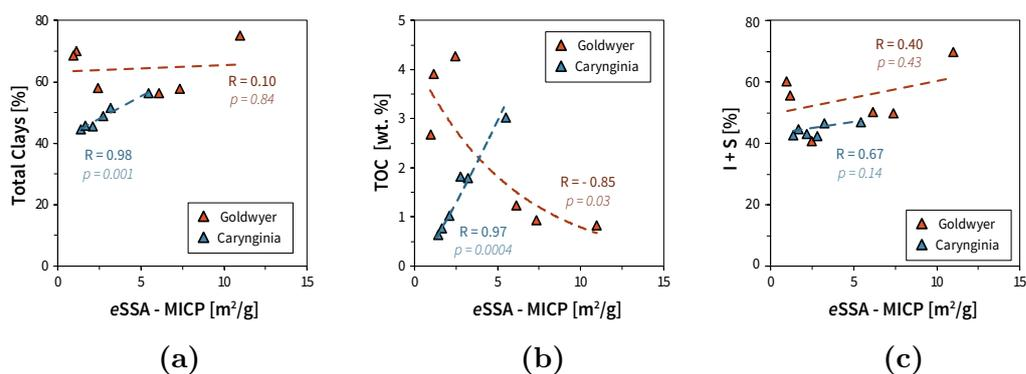 80
60
40
20
0
0
5
10
15
Total Clays [%]
R = 0.10
p = 0.84
R = 0.98
p = 0.001
Goldwyer
Carynginia
eSSA - MICP [m²/g]
(a)
5
4
3
2
1
0
0
5
10
15
TOC [wt. %]
Goldwyer
Carynginia
R = - 0.85
p = 0.03
R = 0.97
p = 0.0004
eSSA - MICP [m²/g]
(b)
80
60
40
20
0
0
5
10
15
I + S [%]
R = 0.40
p = 0.43
R = 0.67
p = 0.14
Goldwyer
Carynginia
eSSA - MICP [m²/g]
(c)